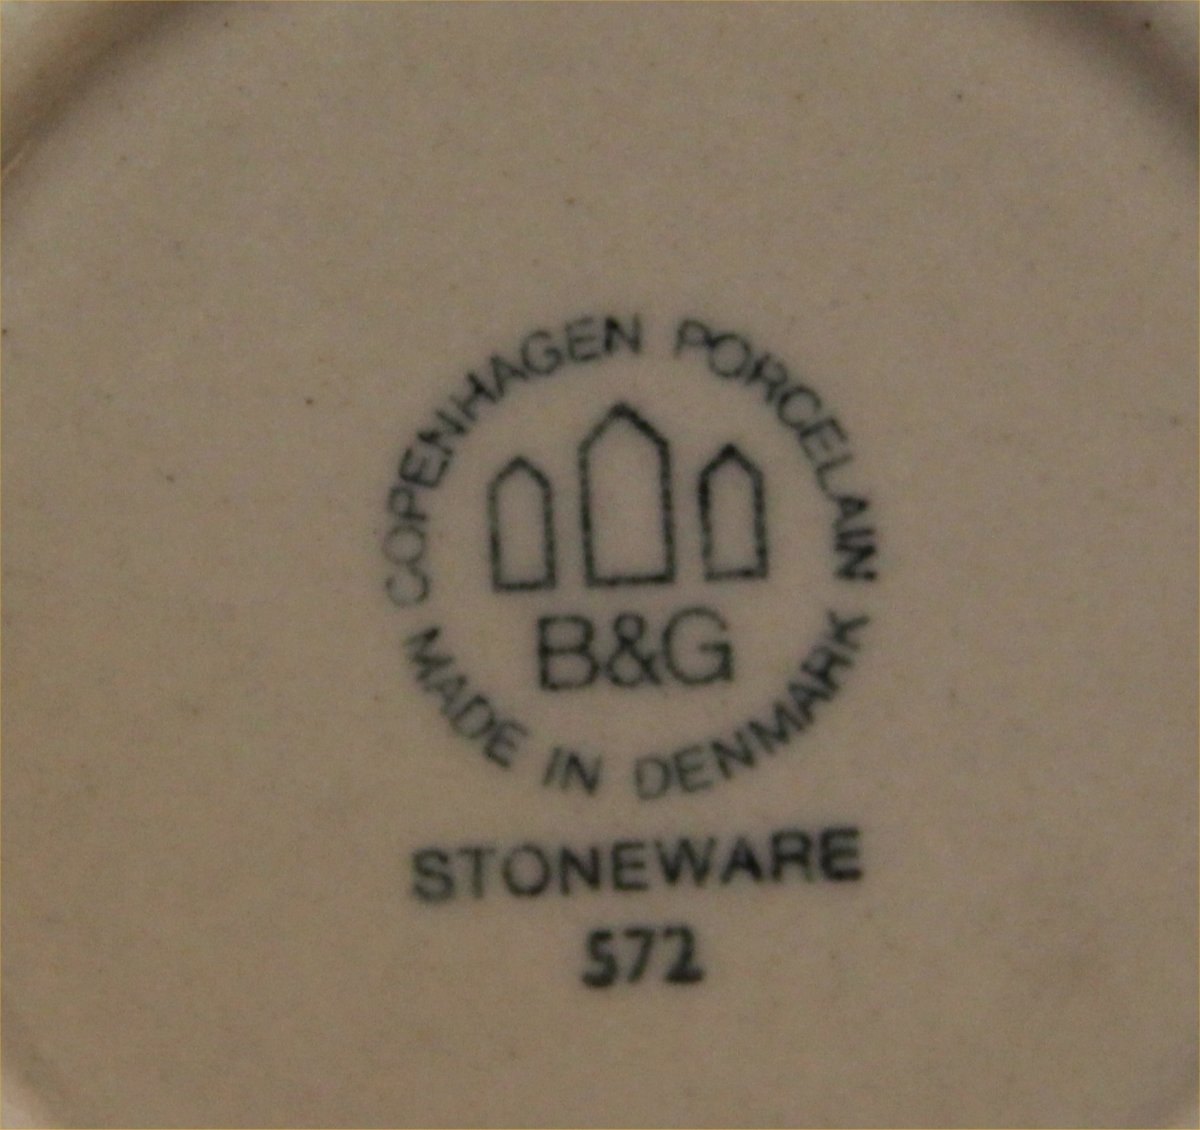 COPENHAGEN PORCELAIN
B&G
MADE IN DENMARK
STONEWARE
572